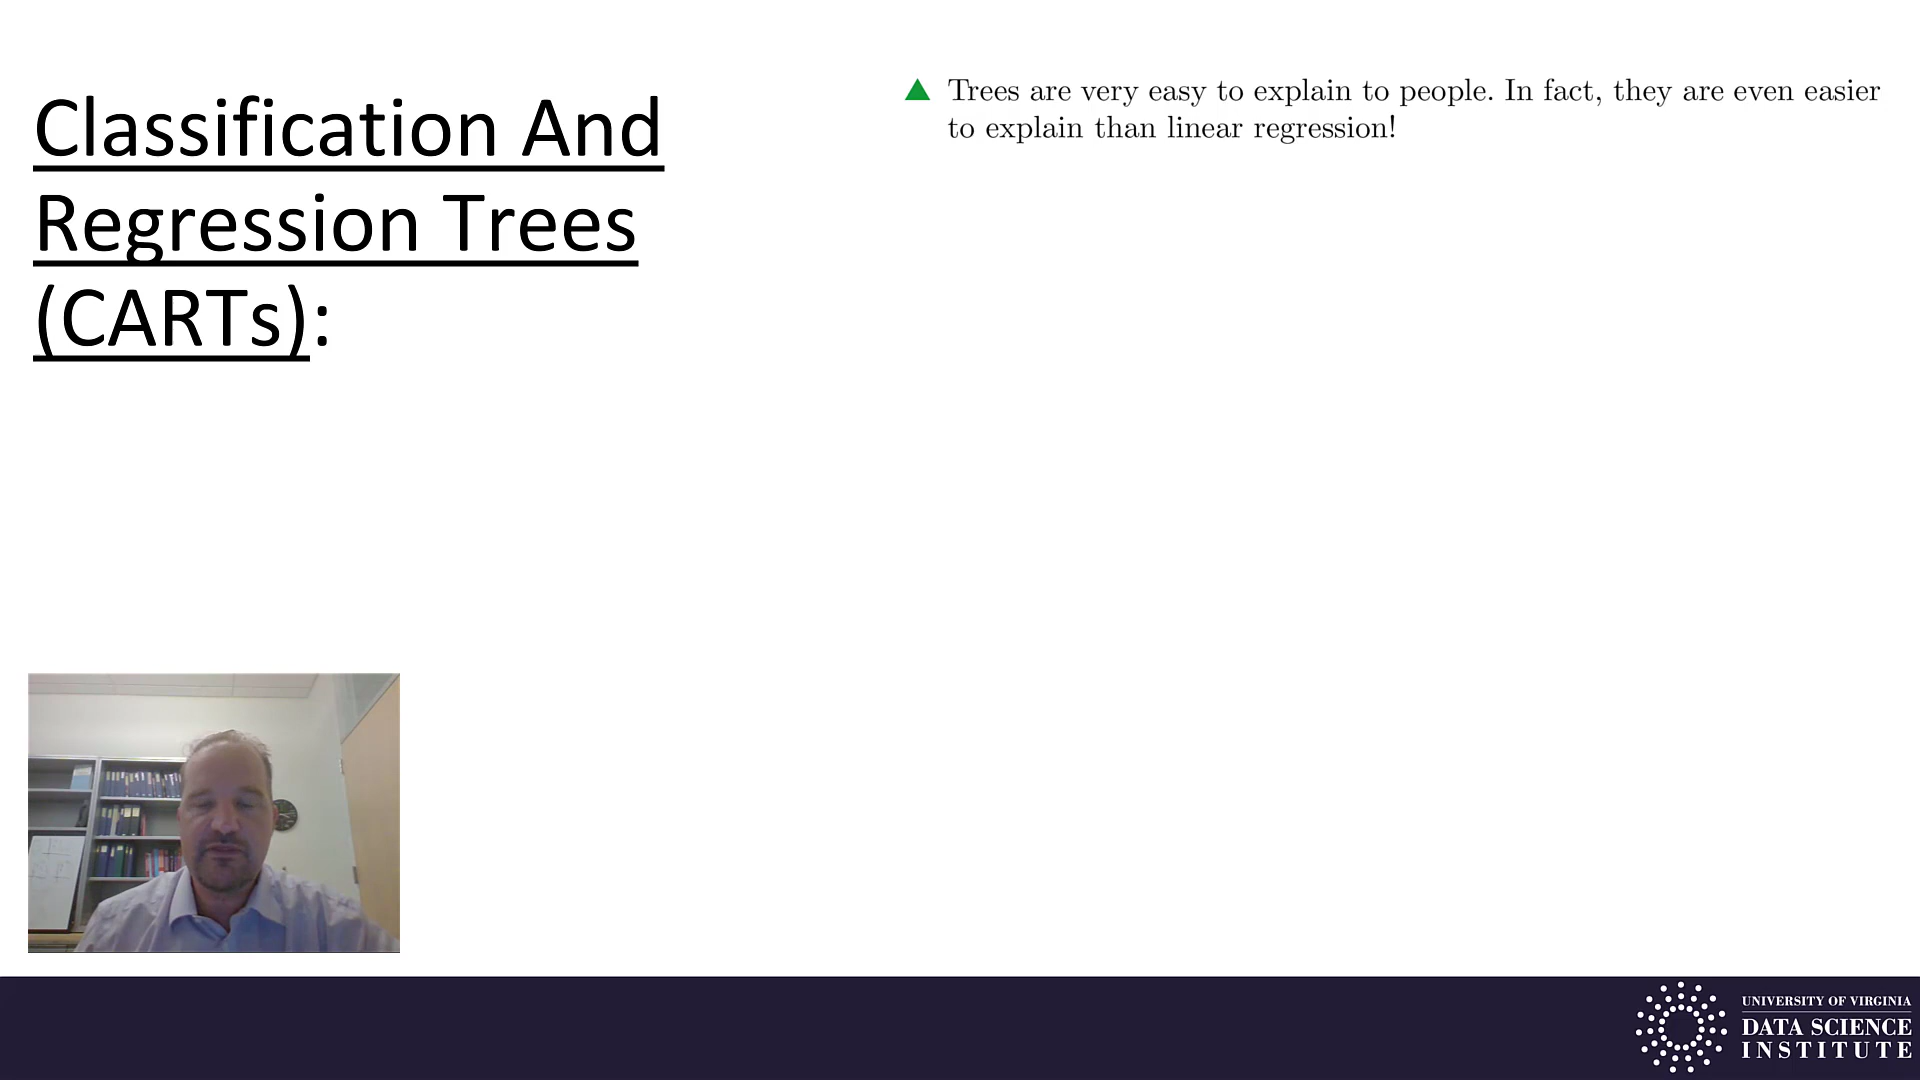 Classification And
Regression Trees
(CARTs):
Trees are very easy to explain to people. In fact, they are even easier
to explain than linear regression!
UNIVERSITY OF VIRGINIA
DATA SCIENCE
INSTITUTE